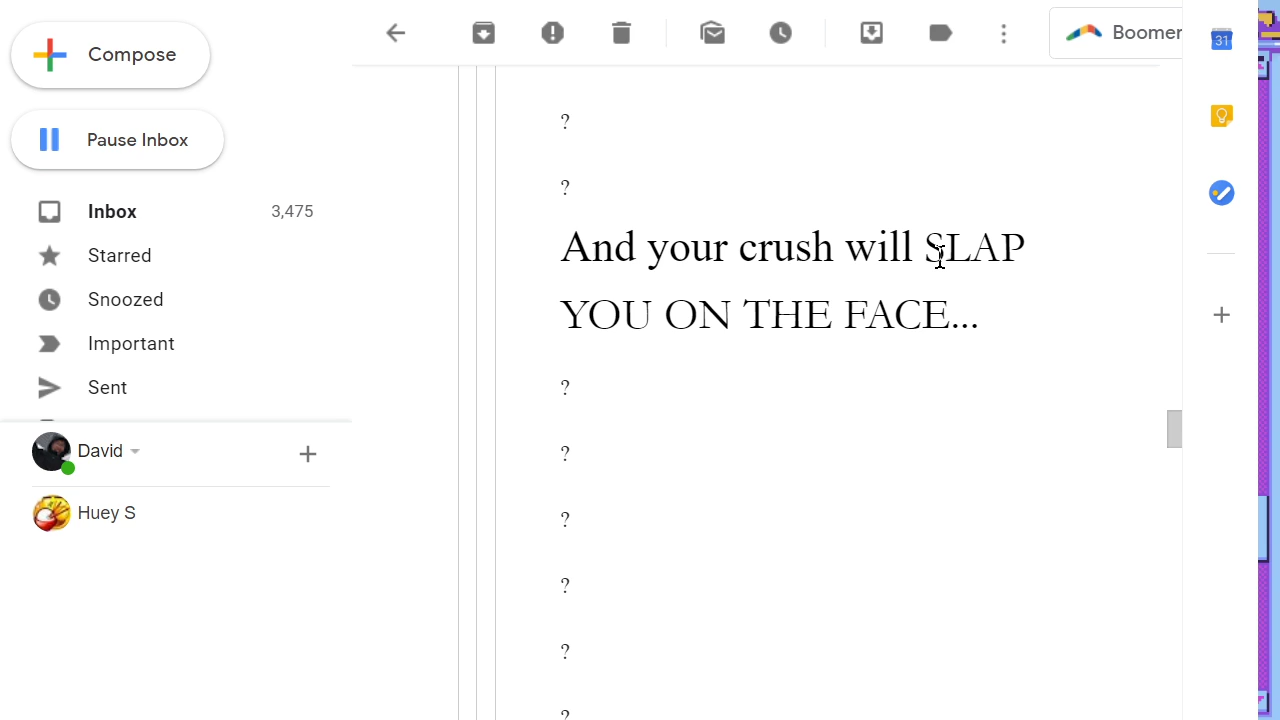 Compose
Boomer
31
Pause Inbox
?
?
Inbox 3,475
And your crush will SLAP
YOU ON THE FACE...
Starred
Snoozed
Important
Sent
?
David
?
Huey S
?
?
?
?